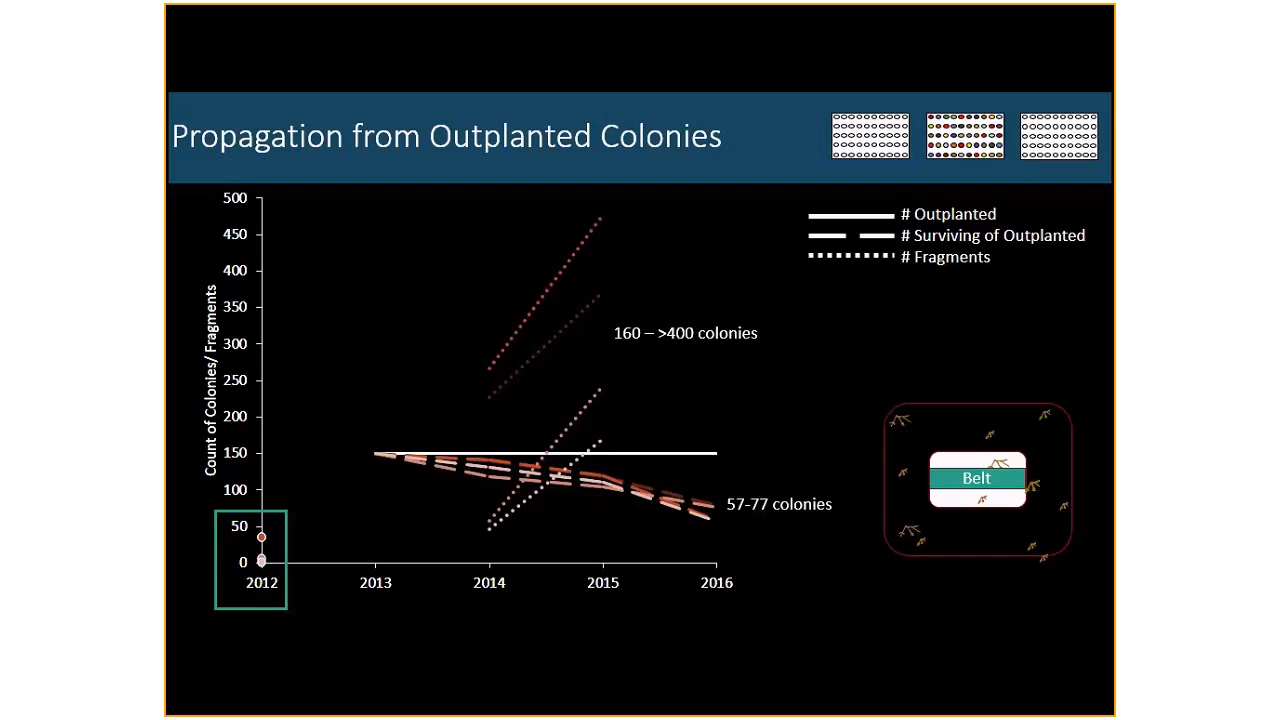 Propagation from Outplanted Colonies
# Outplanted
# Surviving of Outplanted
# Fragments
Count of Colonies/ Fragments
500
450
400
350
300
250
200
150
100
50
0
2012 2013 2014 2015 2016
160 – >400 colonies
57-77 colonies
Belt